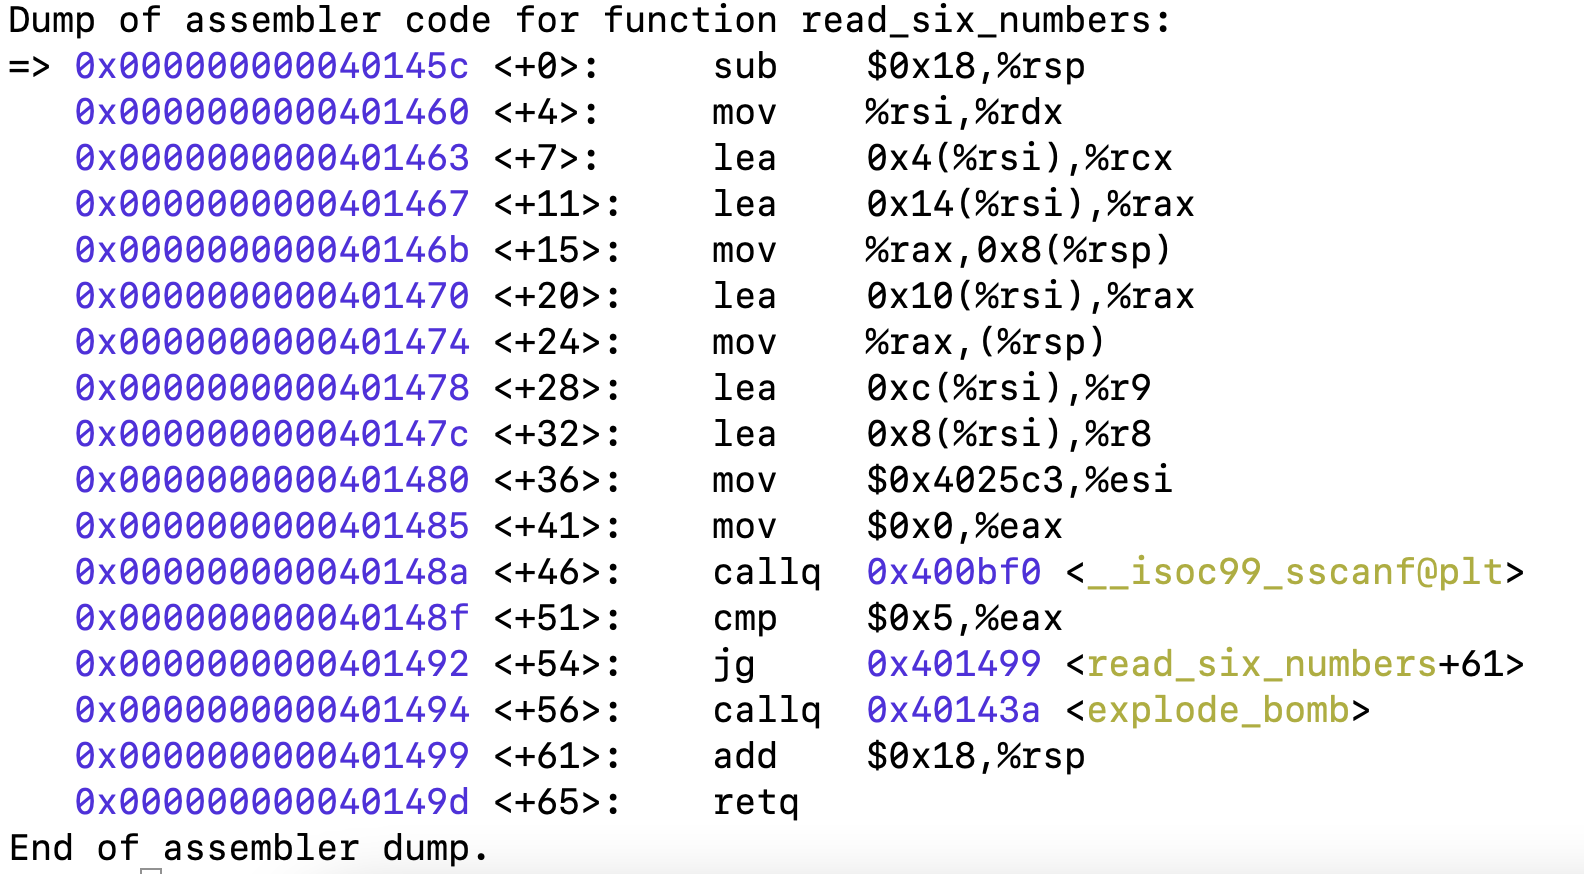 Dump of assembler code for function read_six_numbers:
=> 0x000000000040145c <+0>:     sub    $0x18,%rsp
   0x0000000000401460 <+4>:     mov    %rsi,%rdx
   0x0000000000401463 <+7>:     lea    0x4(%rsi),%rcx
   0x0000000000401467 <+11>:    lea    0x14(%rsi),%rax
   0x000000000040146b <+15>:    mov    %rax,0x8(%rsp)
   0x0000000000401470 <+20>:    lea    0x10(%rsi),%rax
   0x0000000000401474 <+24>:    mov    %rax,(%rsp)
   0x0000000000401478 <+28>:    lea    0xc(%rsi),%r9
   0x000000000040147c <+32>:    lea    0x8(%rsi),%r8
   0x0000000000401480 <+36>:    mov    $0x4025c3,%esi
   0x0000000000401485 <+41>:    mov    $0x0,%eax
   0x000000000040148a <+46>:    callq  0x400bf0 <__isoc99_sscanf@plt>
   0x000000000040148f <+51>:    cmp    $0x5,%eax
   0x0000000000401492 <+54>:    jg     0x401499 <read_six_numbers+61>
   0x0000000000401494 <+56>:    callq  0x40143a <explode_bomb>
   0x0000000000401499 <+61>:    add    $0x18,%rsp
   0x000000000040149d <+65>:    retq
End of assembler dump.